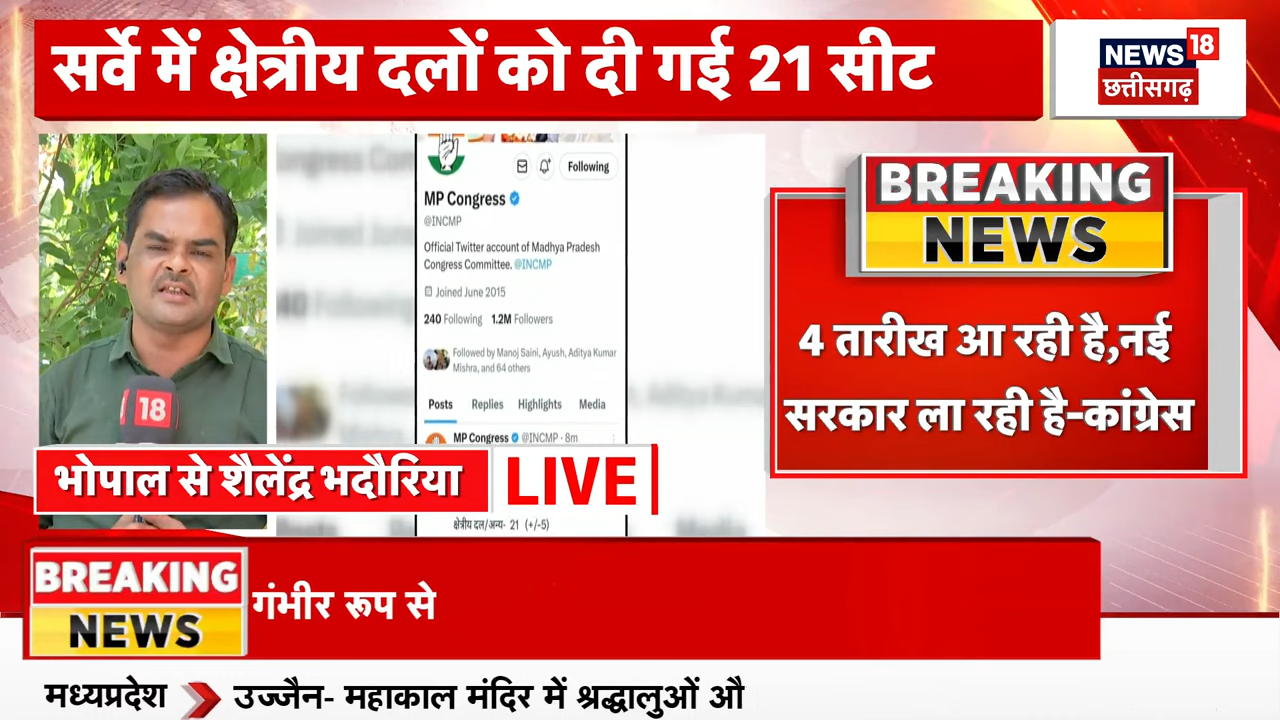 सर्वे में क्षेत्रीय दलों को दी गई 21 सीट
NEWS 18
छत्तीसगढ़
BREAKING
NEWS
4 तारीख आ रही है,नई
सरकार ला रही है-कांग्रेस
Following
MP Congress
@INCMP
Official Twitter account of Madhya Pradesh
Congress Committee. @INCMP
Joined June 2015
240 Following 1.2M Followers
Followed by Manoj Saini, Ayush, Aditya Kumar
Mishra, and 64 others
Posts Replies Highlights Media
MP Congress @INCMP · 8m
18
भोपाल से शैलेंद्र भदौरिया
LIVE
क्षेत्रीय दल/अन्य- 21 (+/-5)
BREAKING
NEWS
गंभीर रूप से
मध्यप्रदेश
उज्जैन- महाकाल मंदिर में श्रद्धालुओं औ